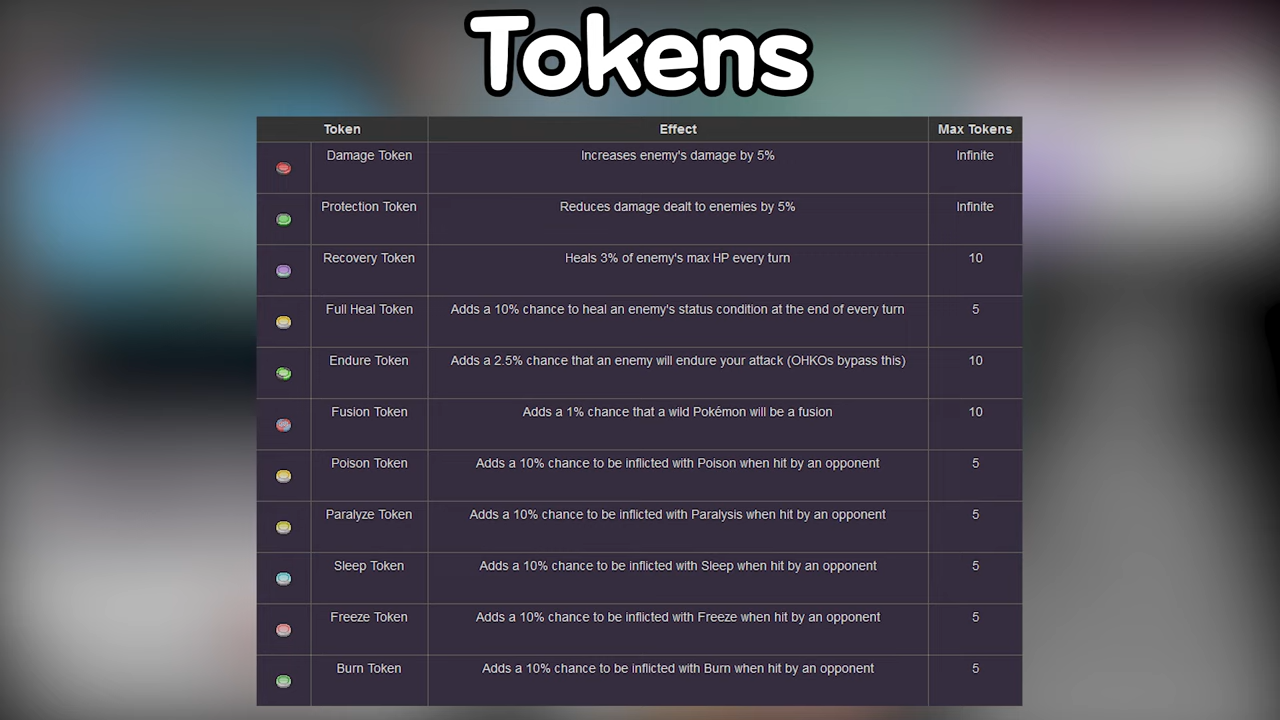 Tokens
Token Effect Max Tokens
Damage Token Increases enemy's damage by 5% Infinite
Protection Token Reduces damage dealt to enemies by 5% Infinite
Recovery Token Heals 3% of enemy's max HP every turn 10
Full Heal Token Adds a 10% chance to heal an enemy's status condition at the end of every turn 5
Endure Token Adds a 2.5% chance that an enemy will endure your attack (OHKOs bypass this) 10
Fusion Token Adds a 1% chance that a wild Pokémon will be a fusion 10
Poison Token Adds a 10% chance to be inflicted with Poison when hit by an opponent 5
Paralyze Token Adds a 10% chance to be inflicted with Paralysis when hit by an opponent 5
Sleep Token Adds a 10% chance to be inflicted with Sleep when hit by an opponent 5
Freeze Token Adds a 10% chance to be inflicted with Freeze when hit by an opponent 5
Burn Token Adds a 10% chance to be inflicted with Burn when hit by an opponent 5